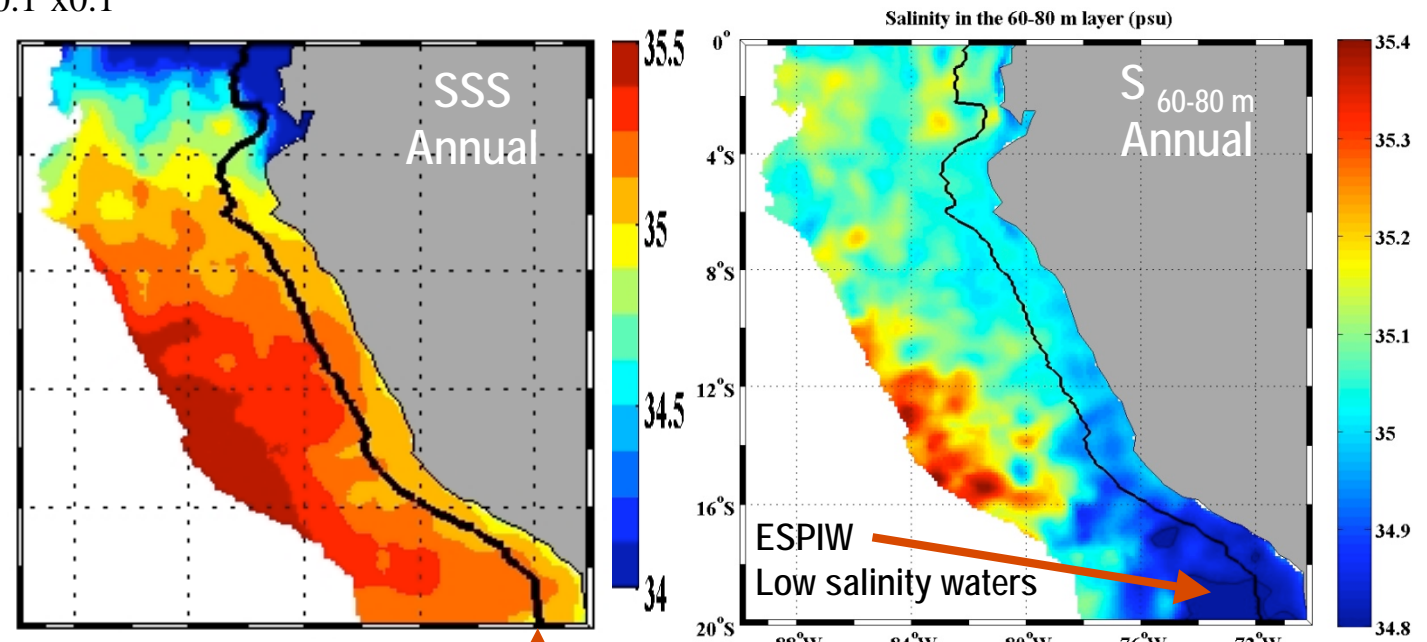 Salinity in the 60-80 m layer (psu)
SSS
Annual
35.5
35
34.5
34
S 60-80 m
Annual
0°
4°S
8°S
12°S
16°S
20°S
ESPIW
Low salinity waters
35.4
35.3
35.2
35.1
35
34.9
34.8